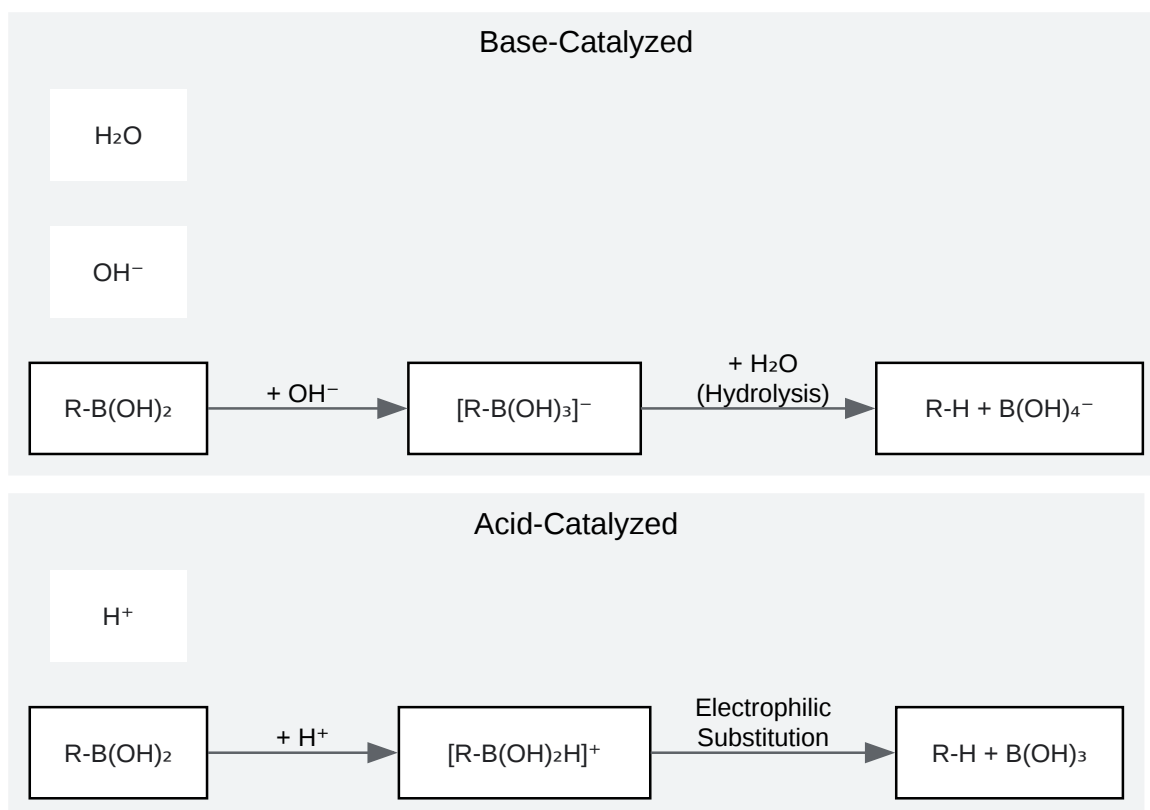 Base-Catalyzed
H₂O
OH⁻
R-B(OH)₂
+ OH⁻
[R-B(OH)₃]⁻
+ H₂O
(Hydrolysis)
R-H + B(OH)₄⁻
Acid-Catalyzed
H⁺
R-B(OH)₂
+ H⁺
[R-B(OH)₂H]⁺
Electrophilic
Substitution
R-H + B(OH)₃